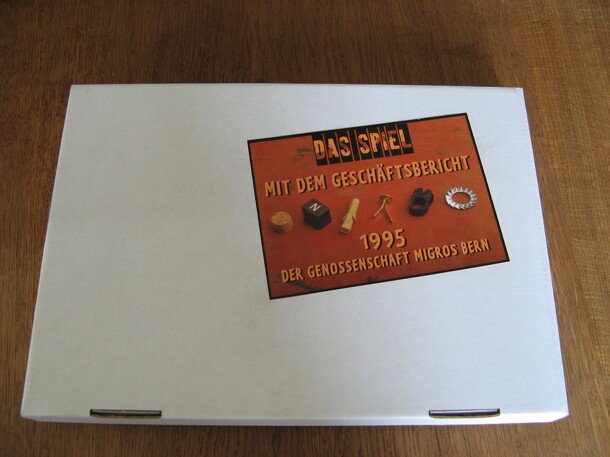 DAS SPIEL
MIT DEM GESCHÄFTSBERICHT
N
1995
DER GENOSSENSCHAFT MIGROS BERN